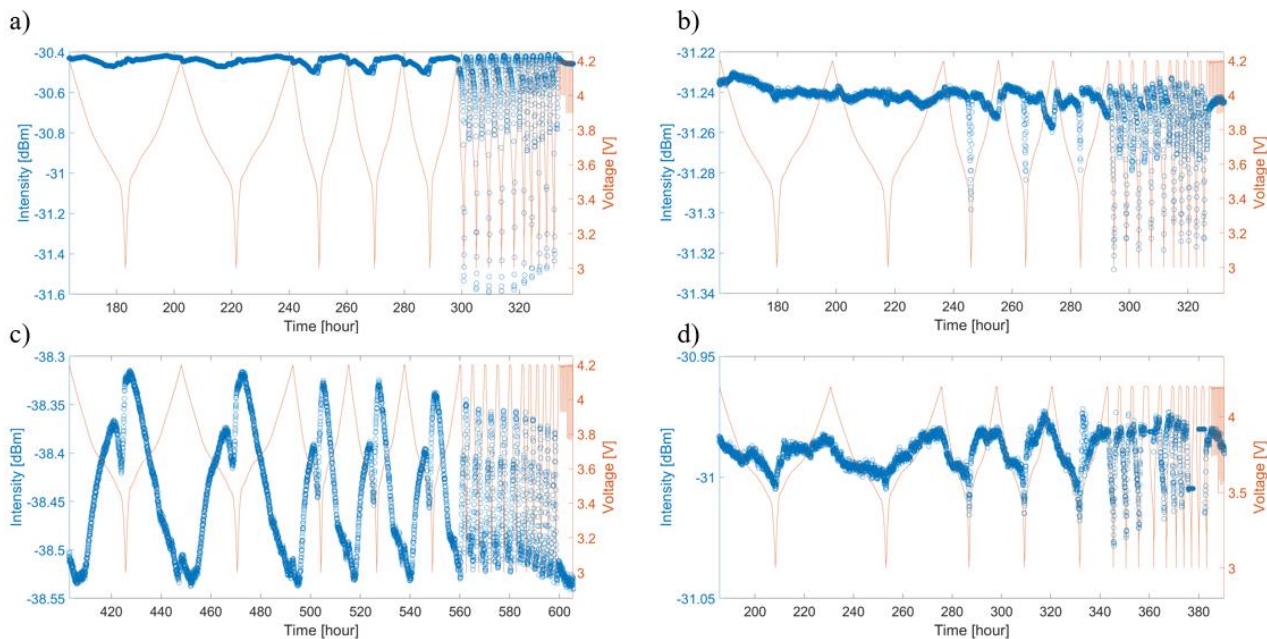 a)
-30.4
-30.6
-30.8
-31
-31.2
-31.4
-31.6
Intensity [dBm]
4.2
4
3.8
3.6
3.4
3.2
3
Voltage [V]
180 200 220 240 260 280 300 320
Time [hour]
b)
-31.22
-31.24
-31.26
-31.28
-31.3
-31.32
-31.34
Intensity [dBm]
4.2
4
3.8
3.6
3.4
3.2
3
Voltage [V]
180 200 220 240 260 280 300 320
Time [hour]
c)
-38.3
-38.35
-38.4
-38.45
-38.5
-38.55
Intensity [dBm]
4.2
4
3.8
3.6
3.4
3.2
3
Voltage [V]
420 440 460 480 500 520 540 560 580 600
Time [hour]
d)
-30.95
-31
-31.05
Intensity [dBm]
4
3.5
3
Voltage [V]
200 220 240 260 280 300 320 340 360 380
Time [hour]